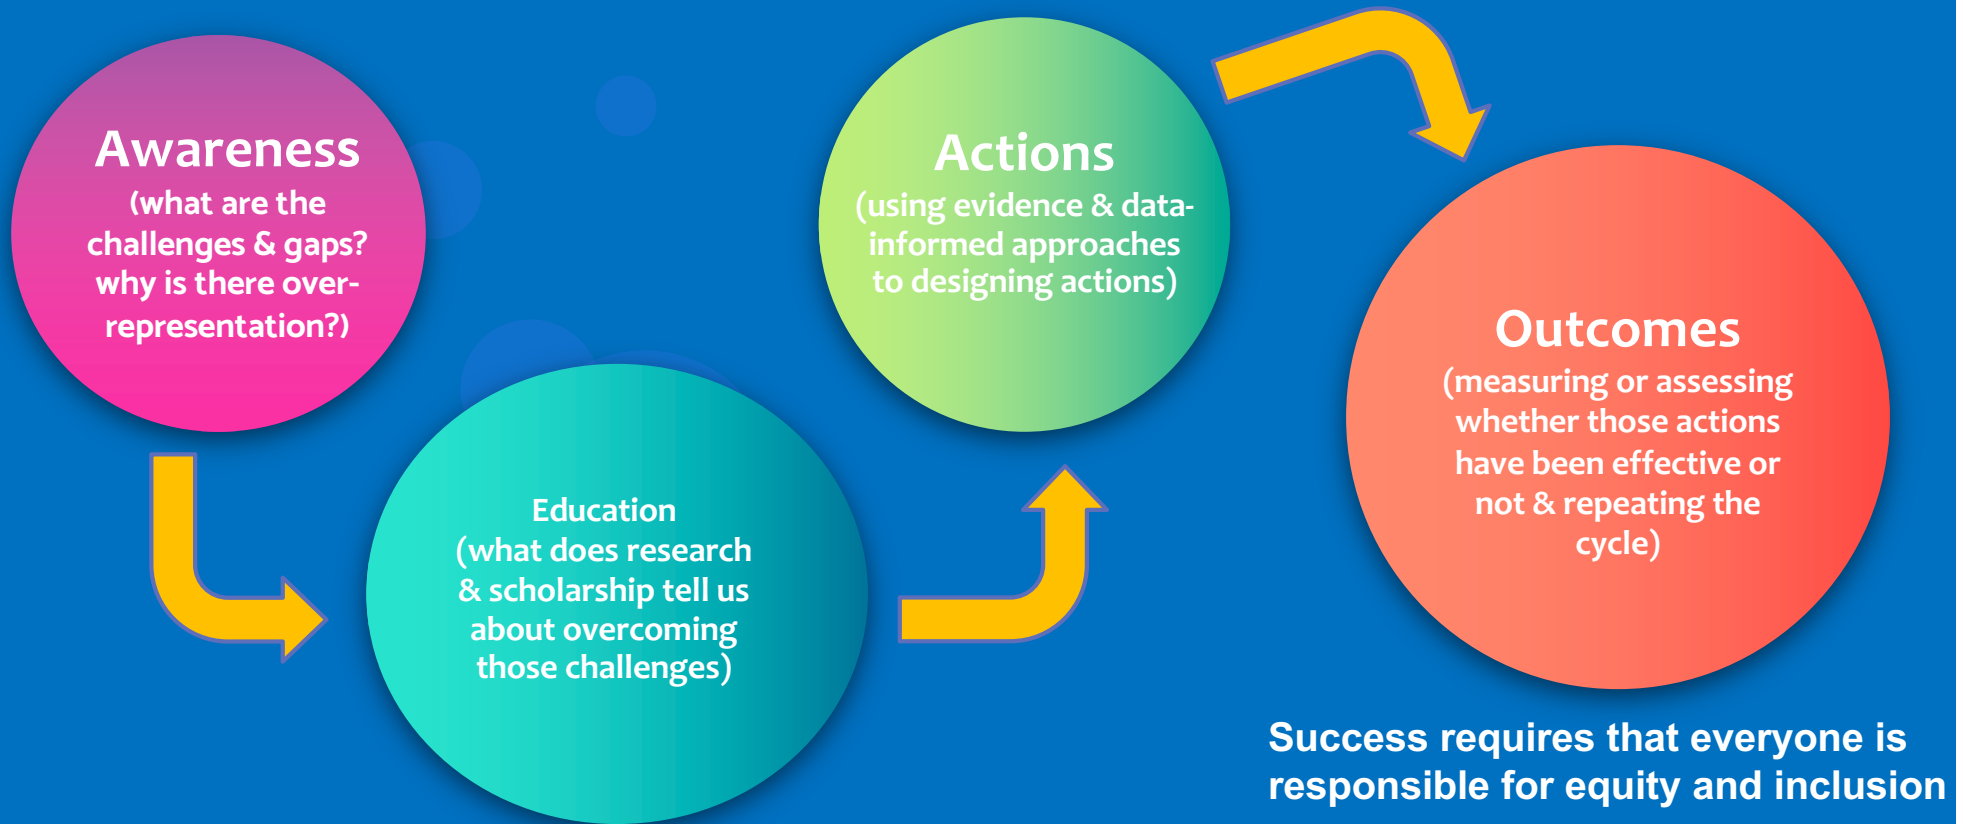 Awareness
(what are the
challenges & gaps?
why is there over-
representation?)
Education
(what does research
& scholarship tell us
about overcoming
those challenges)
Actions
(using evidence & data-
informed approaches
to designing actions)
Outcomes
(measuring or assessing
whether those actions
have been effective or
not & repeating the
cycle)
Success requires that everyone is
responsible for equity and inclusion